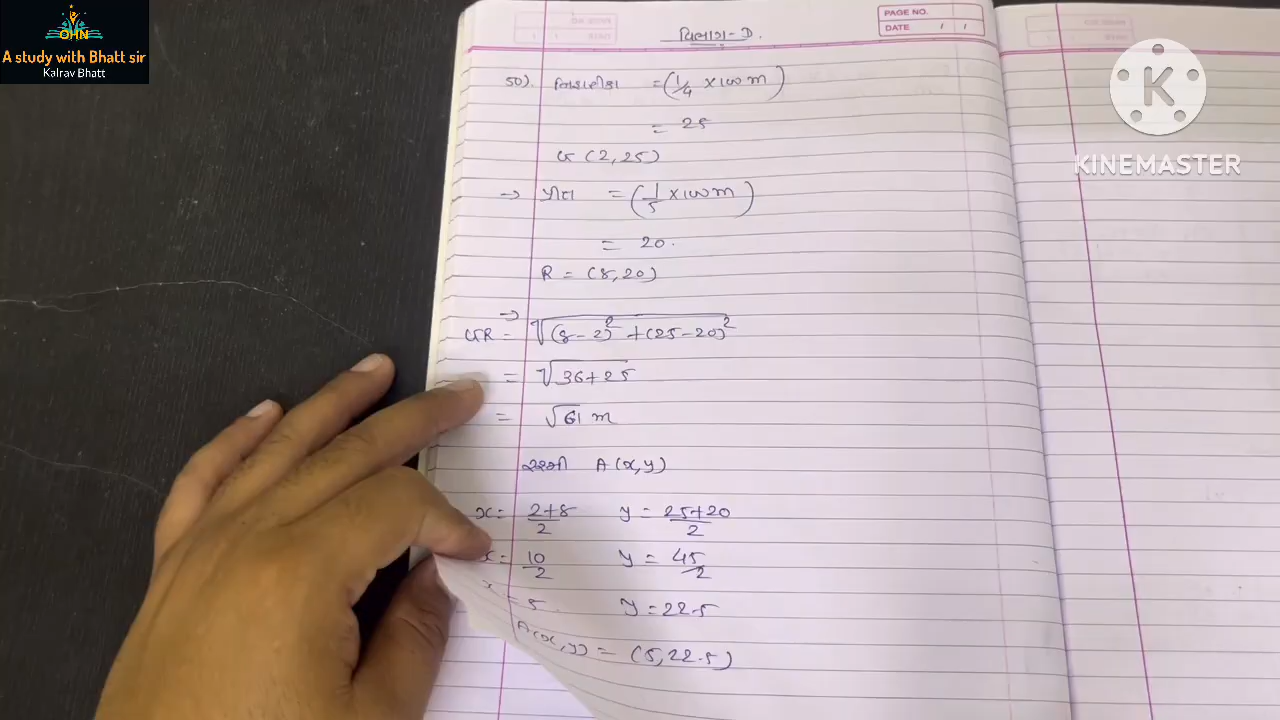 OHN
A study with Bhatt sir
Kalrav Bhatt
K
KINEMASTER
PAGE NO.
DATE / /
વિભાગ-D.
50).
= (1/4 × 100 m)
= 25
(2, 25)
→ = (1/5 × 100 m)
= 20.
R = (8, 20)
→
R = √(8-2)² + (25-20)²
= √36+25
= √61 m
A (x, y)
x = 2+8/2 y = 25+20/2
x = 10/2 y = 45/2
x = 5. y = 22.5
A(x, y) = (5, 22.5)